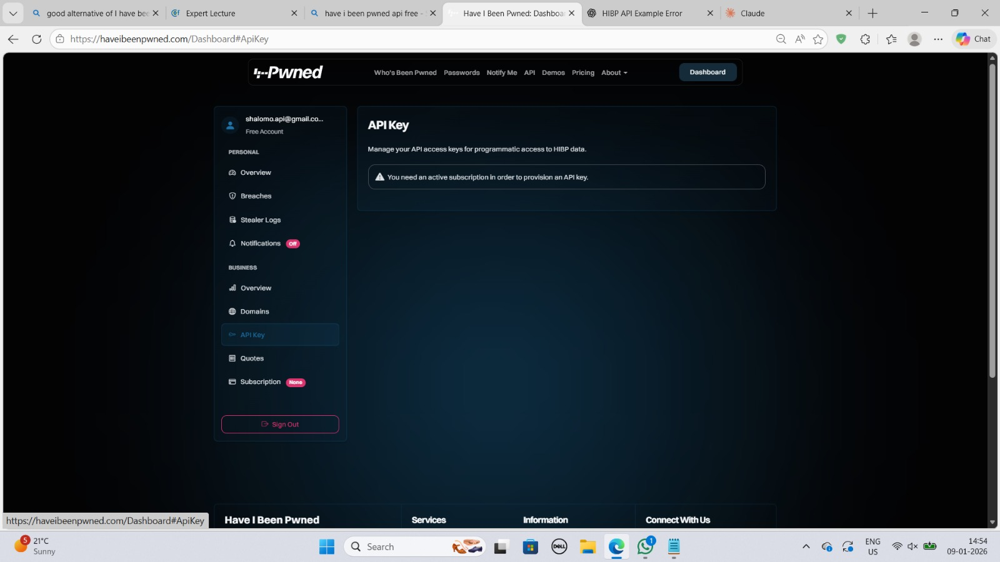 good alternative of I have bee
Expert Lecture
have i been pwned api free - S
Have I Been Pwned: Dashboar
HIBP API Example Error
Claude
https://haveibeenpwned.com/Dashboard#ApiKey
Chat
Pwned
Who's Been Pwned
Passwords
Notify Me
API
Demos
Pricing
About
Dashboard
shalomo.api@gmail.co...
Free Account
PERSONAL
Overview
Breaches
Stealer Logs
Notifications Off
BUSINESS
Overview
Domains
API Key
Quotes
Subscription None
Sign Out
API Key
Manage your API access keys for programmatic access to HIBP data.
You need an active subscription in order to provision an API key.
Have I Been Pwned
Services
Information
Connect With Us
https://haveibeenpwned.com/Dashboard#ApiKey
5
21°C
Sunny
Search
DELL
1
ENG
US
14:54
09-01-2026